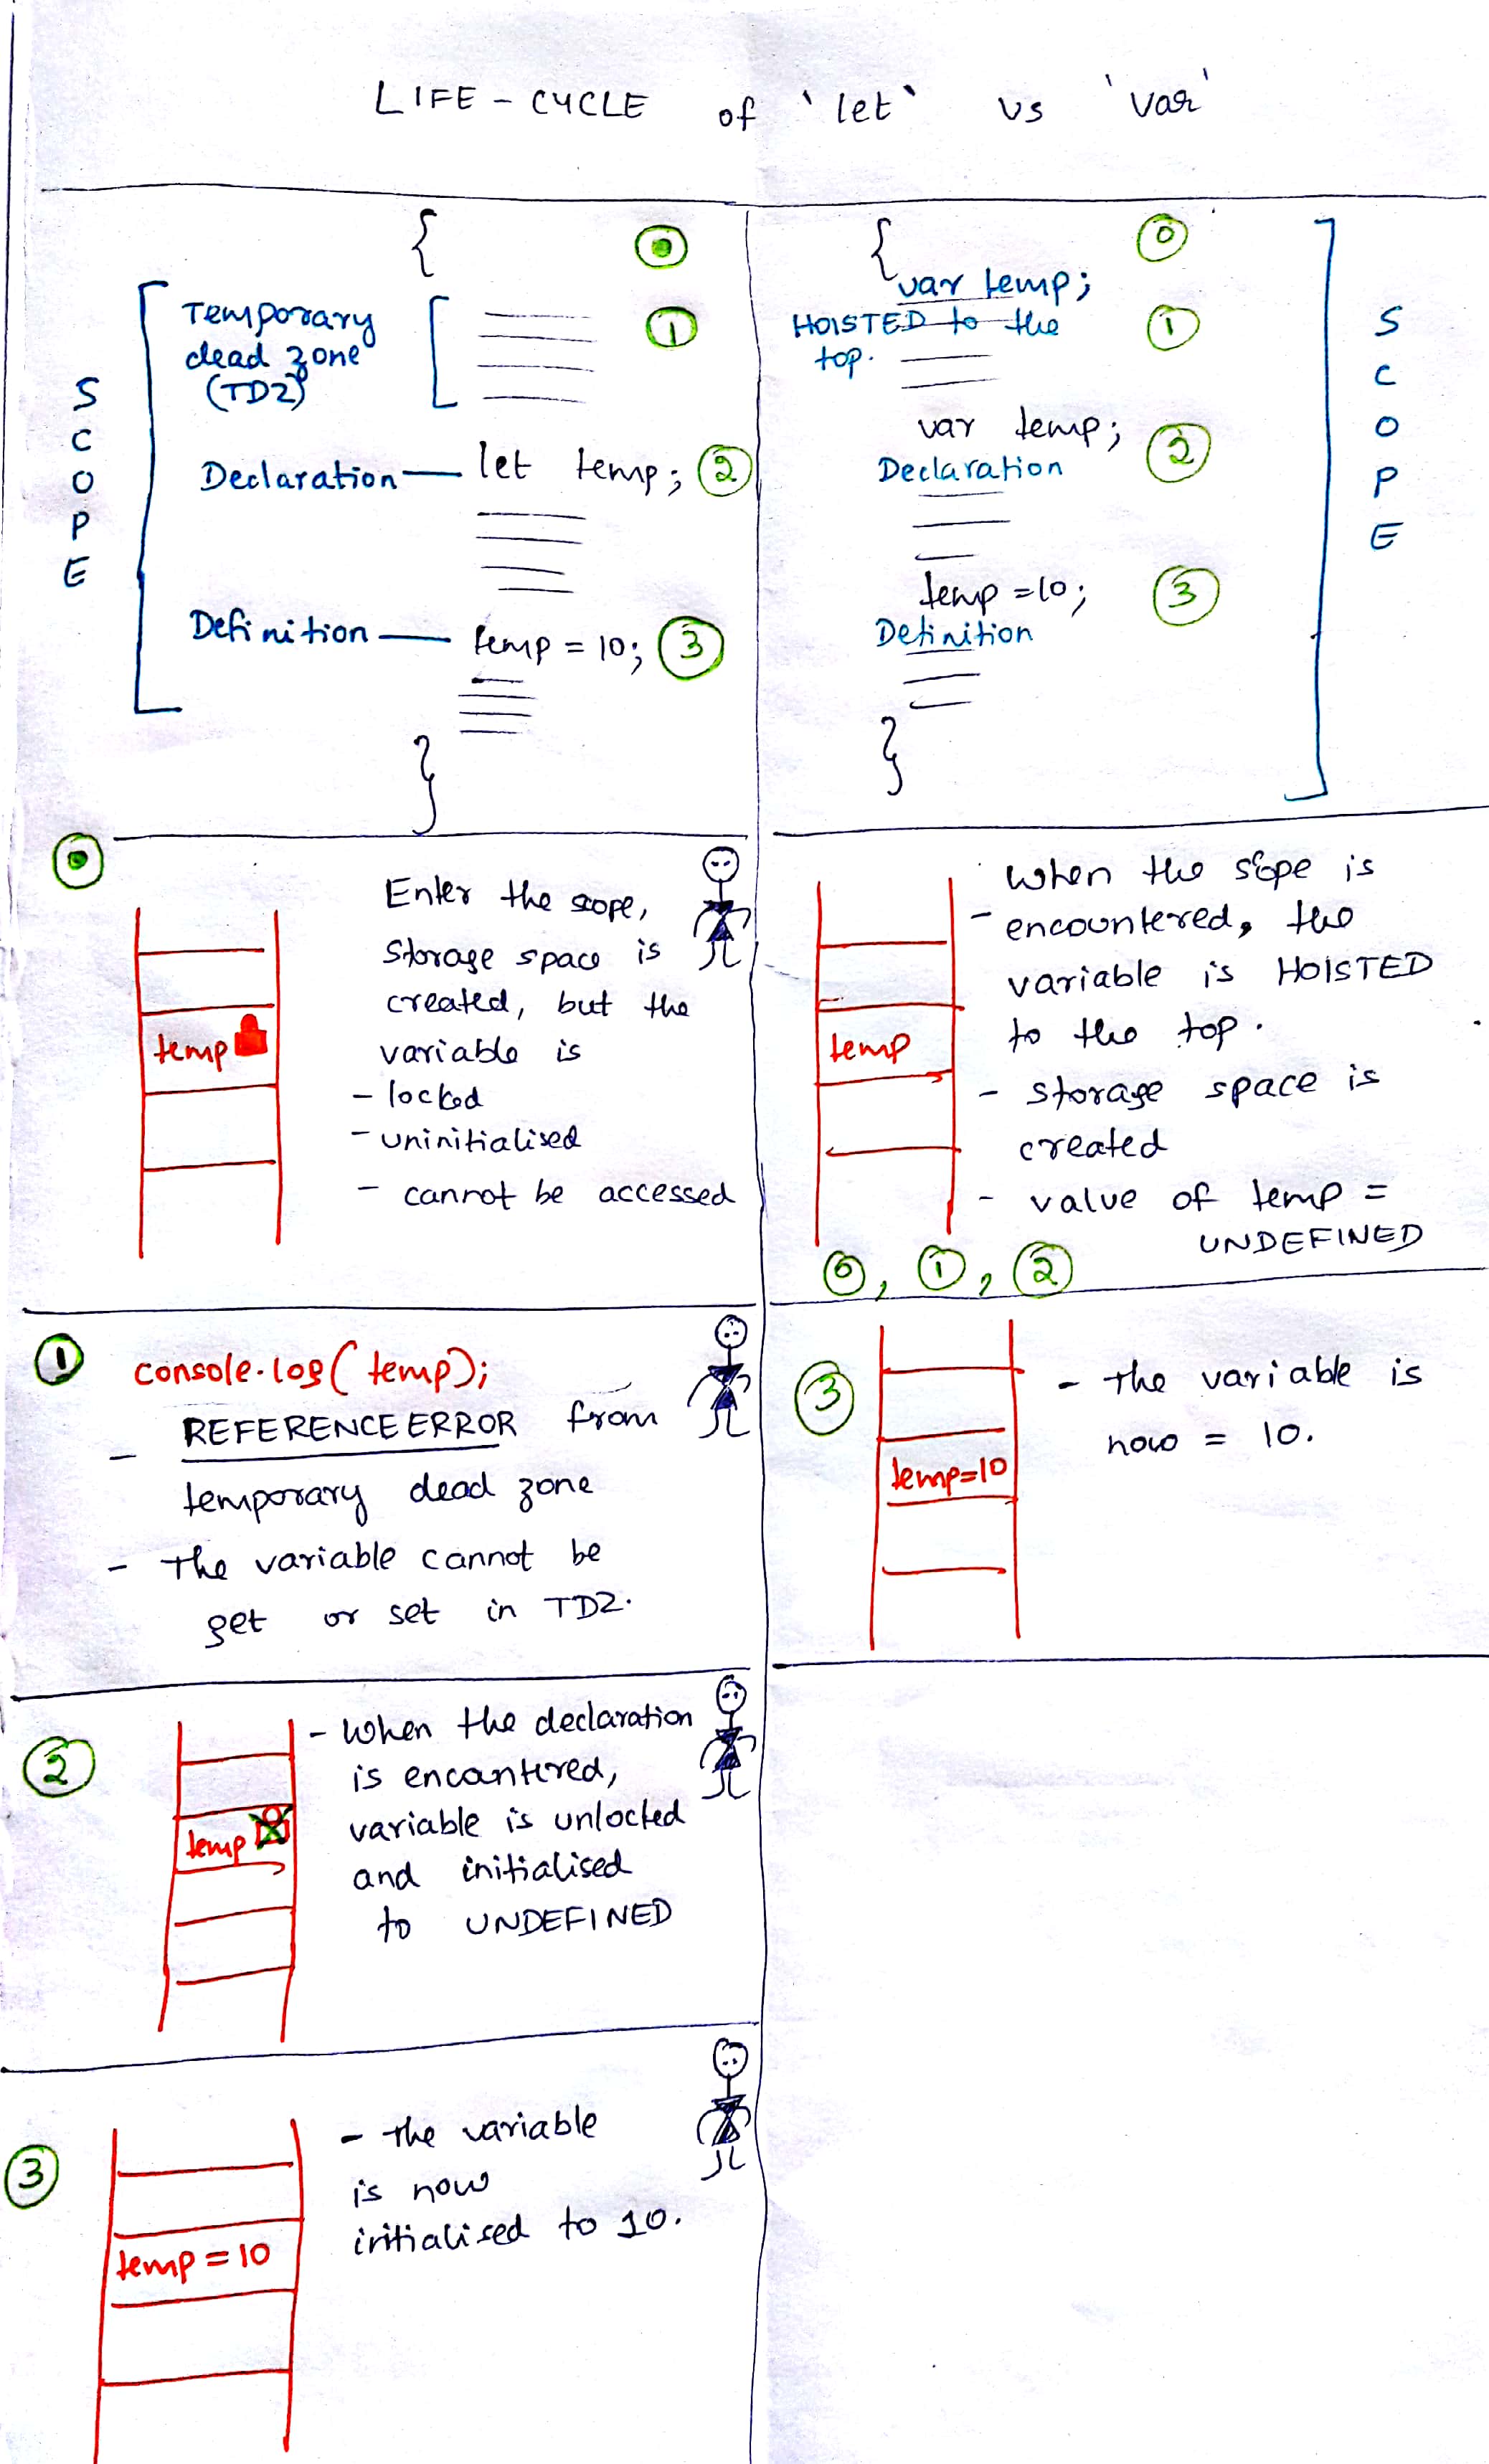 LIFE - CYCLE of 'let' vs 'var'
{ 0
Temporary
dead zone
(TDZ)
1
S
C
O
P
E
Declaration — let temp; 2
Definition — temp = 10; 3
}
{ 0
var temp;
HOISTED to the
top.
1
var temp; 2
Declaration
temp = 10; 3
Definition
}
S
C
O
P
E
0
temp
Enter the scope,
storage space is
created, but the
variable is
- locked
- uninitialised
- cannot be accessed
temp
when the scope is
- encountered, the
variable is HOISTED
to the top.
- storage space is
created
- value of temp =
UNDEFINED
0, 1, 2
1 console.log(temp);
- REFERENCE ERROR from
temporary dead zone
- The variable cannot be
get or set in TDZ.
3
temp=10
- The variable is
now = 10.
2
temp
- when the declaration
is encantered,
variable is unlocked
and initialised
to UNDEFINED
3
temp = 10
- The variable
is now
initialised to 10.